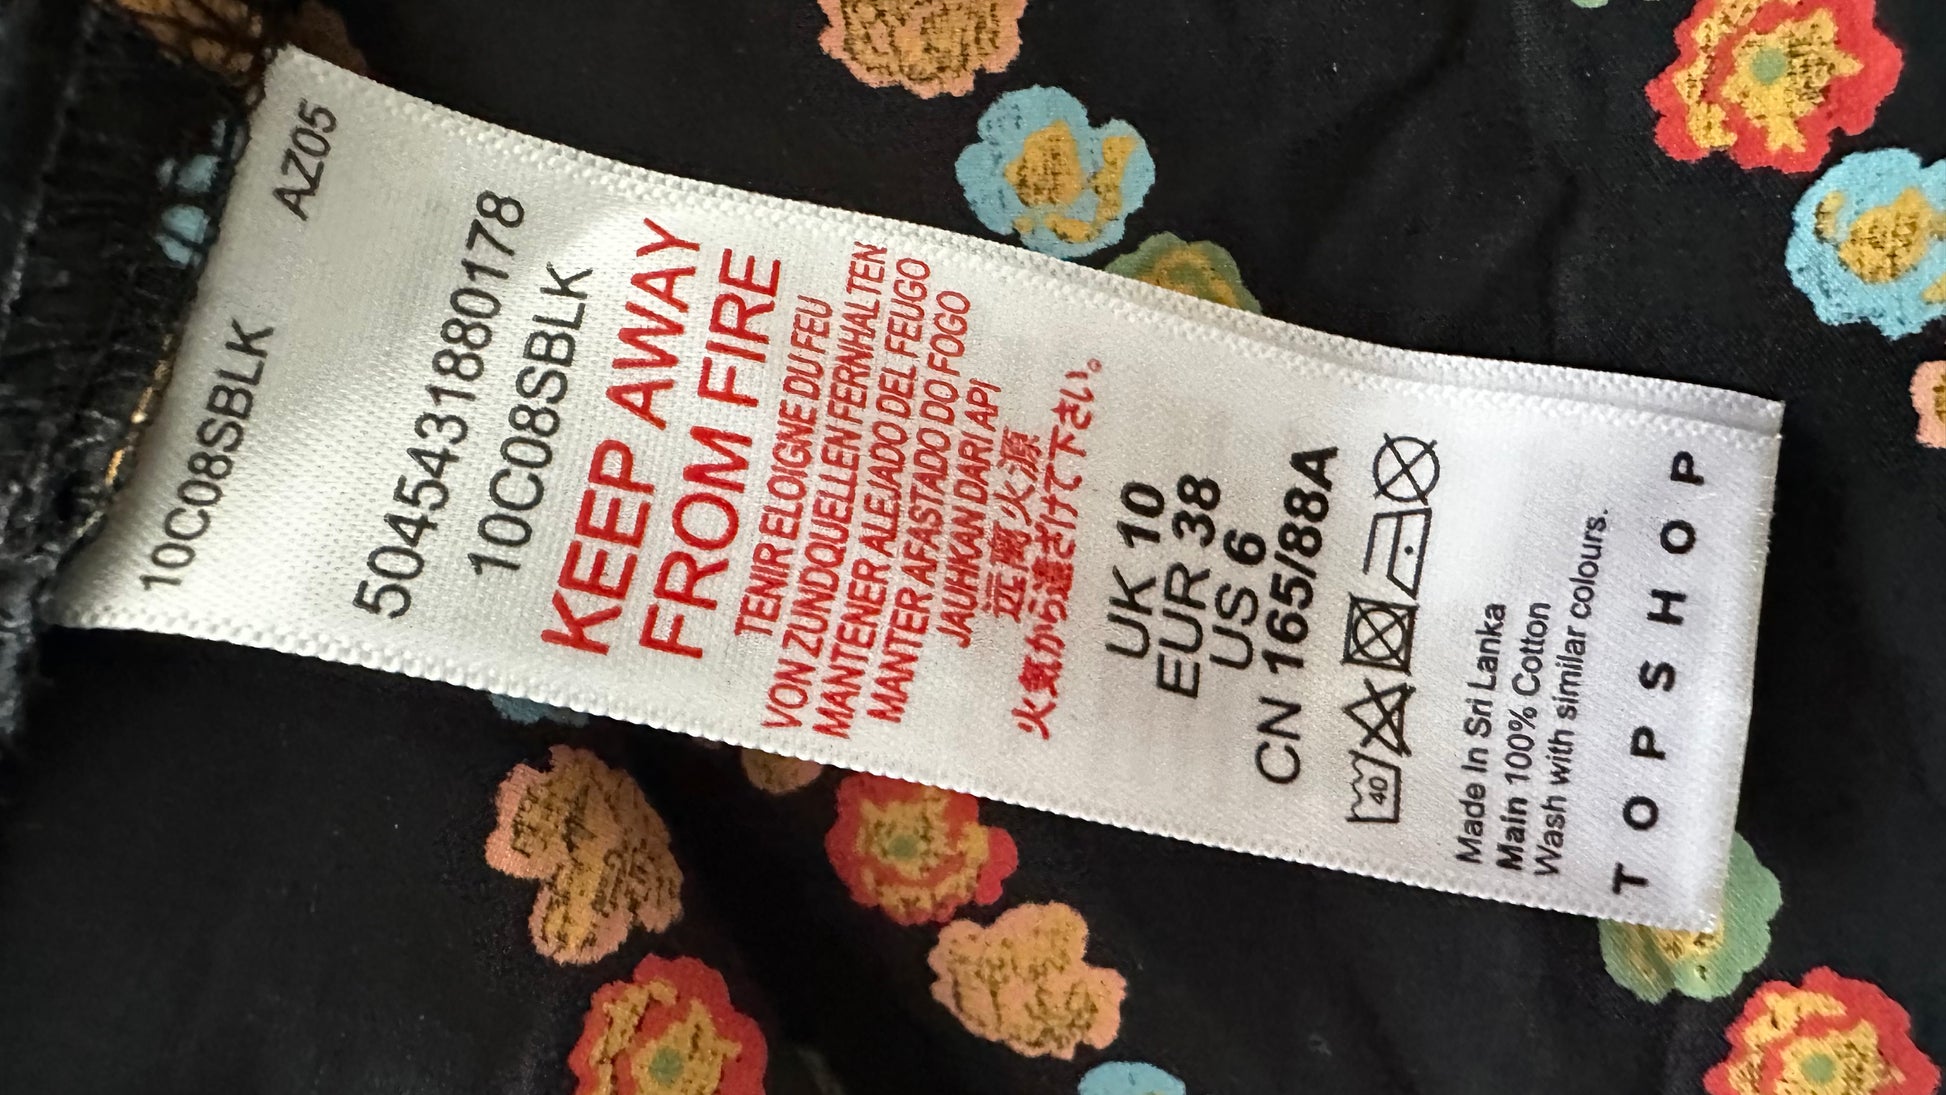 10C08SBLK AZ05
5045431880178
10C08SBLK
KEEP AWAY
FROM FIRE
TENIR ELOIGNE DU FEU
VON ZUNDQUELLEN FERNHALTEN
MANTENER ALEJADO DEL FEUGO
MANTER AFASTADO DO FOGO
JAUHKAN DARI API
远离火源
火気から遠ざけて下さい。
UK 10
EUR 38
US 6
CN 165/88A
40
Made In Sri Lanka
Main 100% Cotton
Wash with similar colours.
TOPSHOP